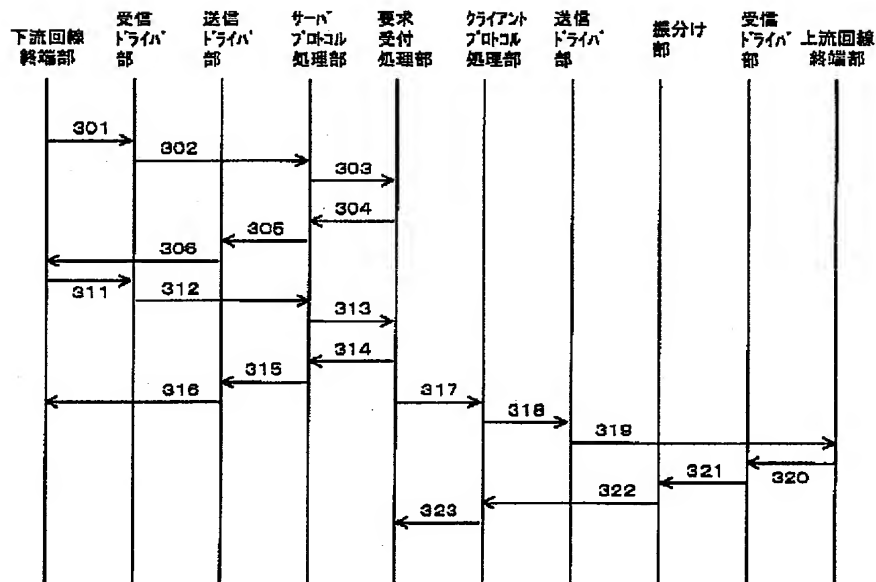 下流回線
終端部
受信
ドライバ
部
送信
ドライバ
部
サーバ
プロトコル
処理部
要求
受付
処理部
クライアント
プロトコル
処理部
送信
ドライバ
部
振分け
部
受信
ドライバ
部
上流回線
終端部
301
302
303
304
305
306
311
312
313
314
315
316
317
318
319
320
321
322
323